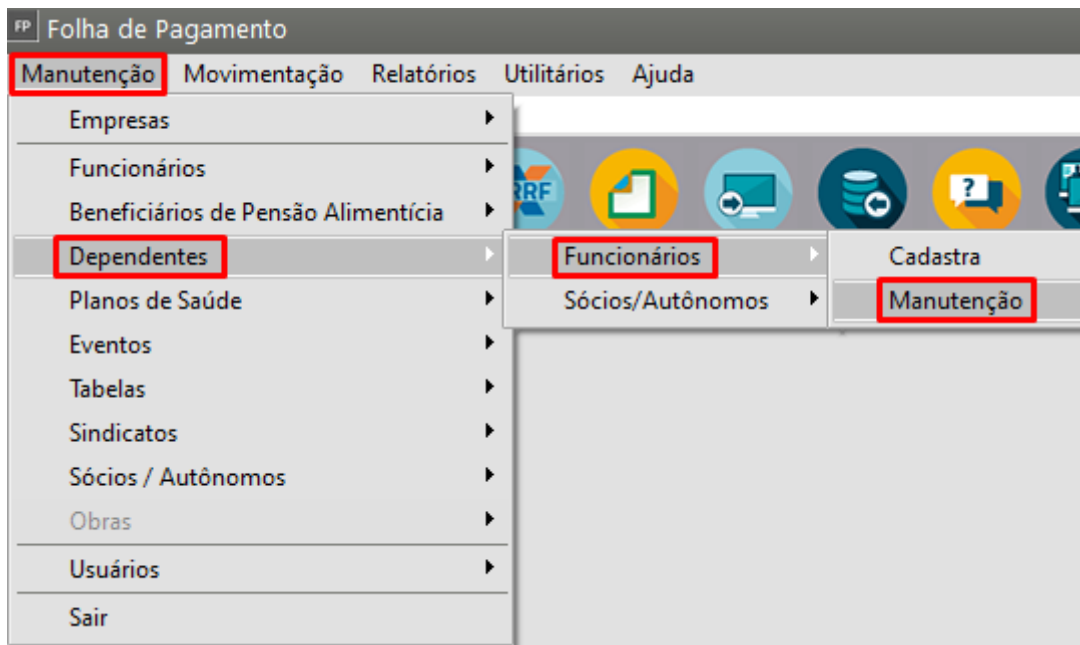 FP Folha de Pagamento
Manutenção Movimentação Relatórios Utilitários Ajuda
Empresas
Funcionários
Beneficiários de Pensão Alimentícia
Dependentes
Planos de Saúde
Eventos
Tabelas
Sindicatos
Sócios / Autônomos
Obras
Usuários
Sair
RRF
?
Funcionários
Sócios/Autônomos
Cadastra
Manutenção